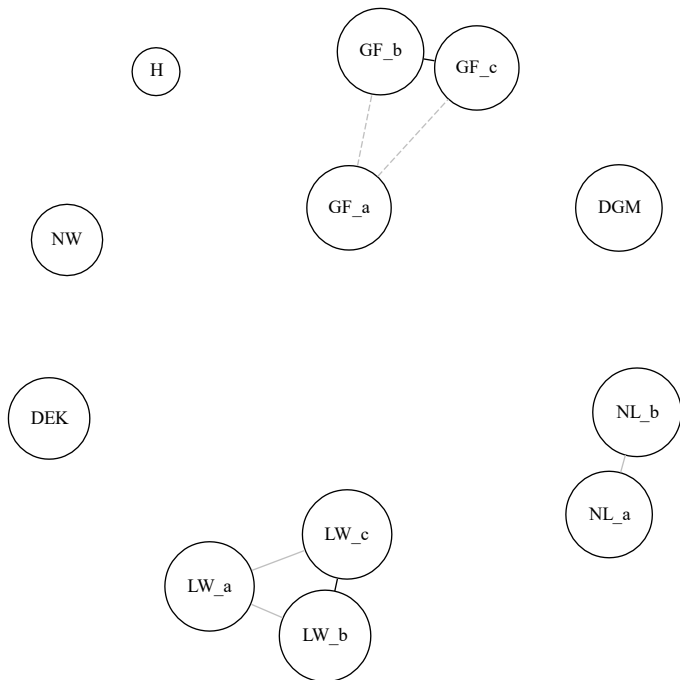 GF_b
GF_c
H
GF_a
DGM
NW
NL_b
DEK
NL_a
LW_c
LW_a
LW_b